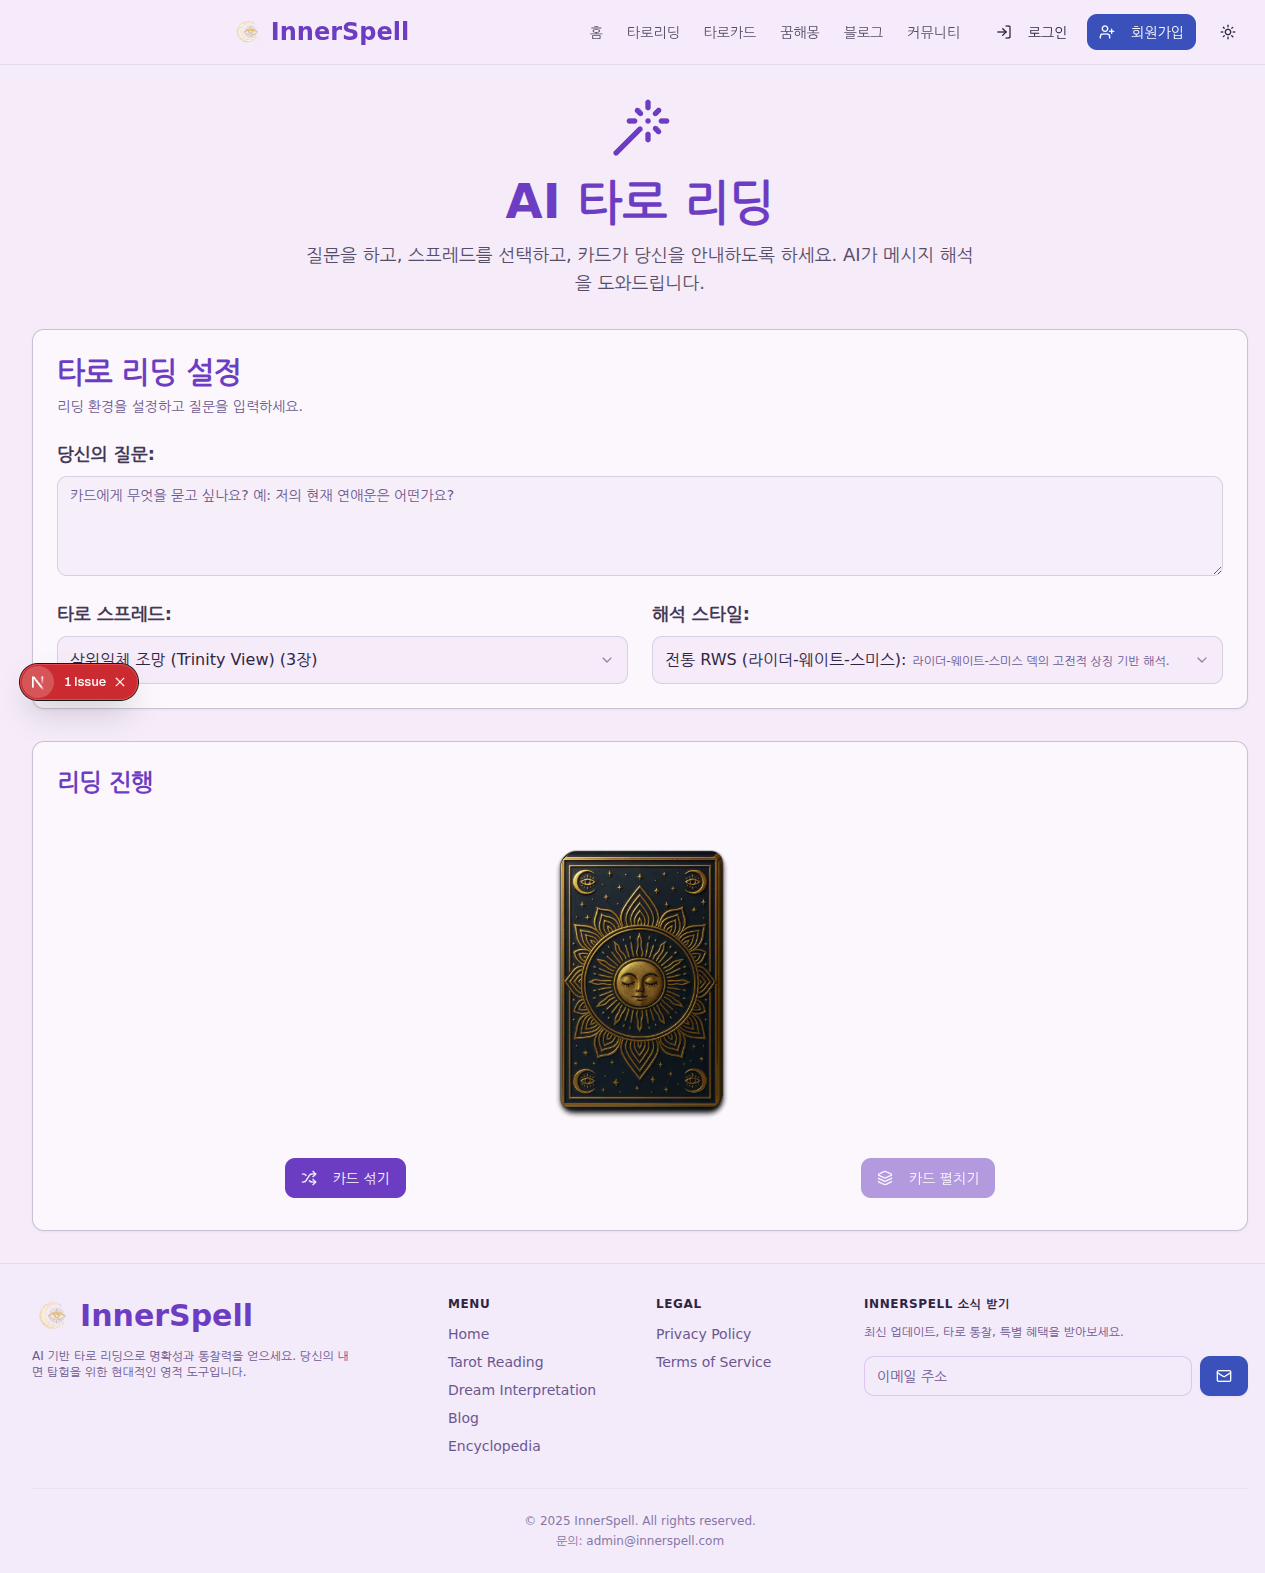 InnerSpell
홈 타로리딩 타로카드 꿈해몽 블로그 커뮤니티 로그인 회원가입
AI 타로 리딩
질문을 하고, 스프레드를 선택하고, 카드가 당신을 안내하도록 하세요. AI가 메시지 해석
을 도와드립니다.
타로 리딩 설정
리딩 환경을 설정하고 질문을 입력하세요.
당신의 질문:
카드에게 무엇을 묻고 싶나요? 예: 저의 현재 연애운은 어떤가요?
타로 스프레드:
삼위일체 조망 (Trinity View) (3장)
해석 스타일:
전통 RWS (라이더-웨이트-스미스): 라이더-웨이트-스미스 덱의 고전적 상징 기반 해석.
1 Issue
리딩 진행
카드 섞기
카드 펼치기
InnerSpell
AI 기반 타로 리딩으로 명확성과 통찰력을 얻으세요. 당신의 내
면 탐험을 위한 현대적인 영적 도구입니다.
MENU
Home
Tarot Reading
Dream Interpretation
Blog
Encyclopedia
LEGAL
Privacy Policy
Terms of Service
INNERSPELL 소식 받기
최신 업데이트, 타로 통찰, 특별 혜택을 받아보세요.
이메일 주소
© 2025 InnerSpell. All rights reserved.
문의: admin@innerspell.com